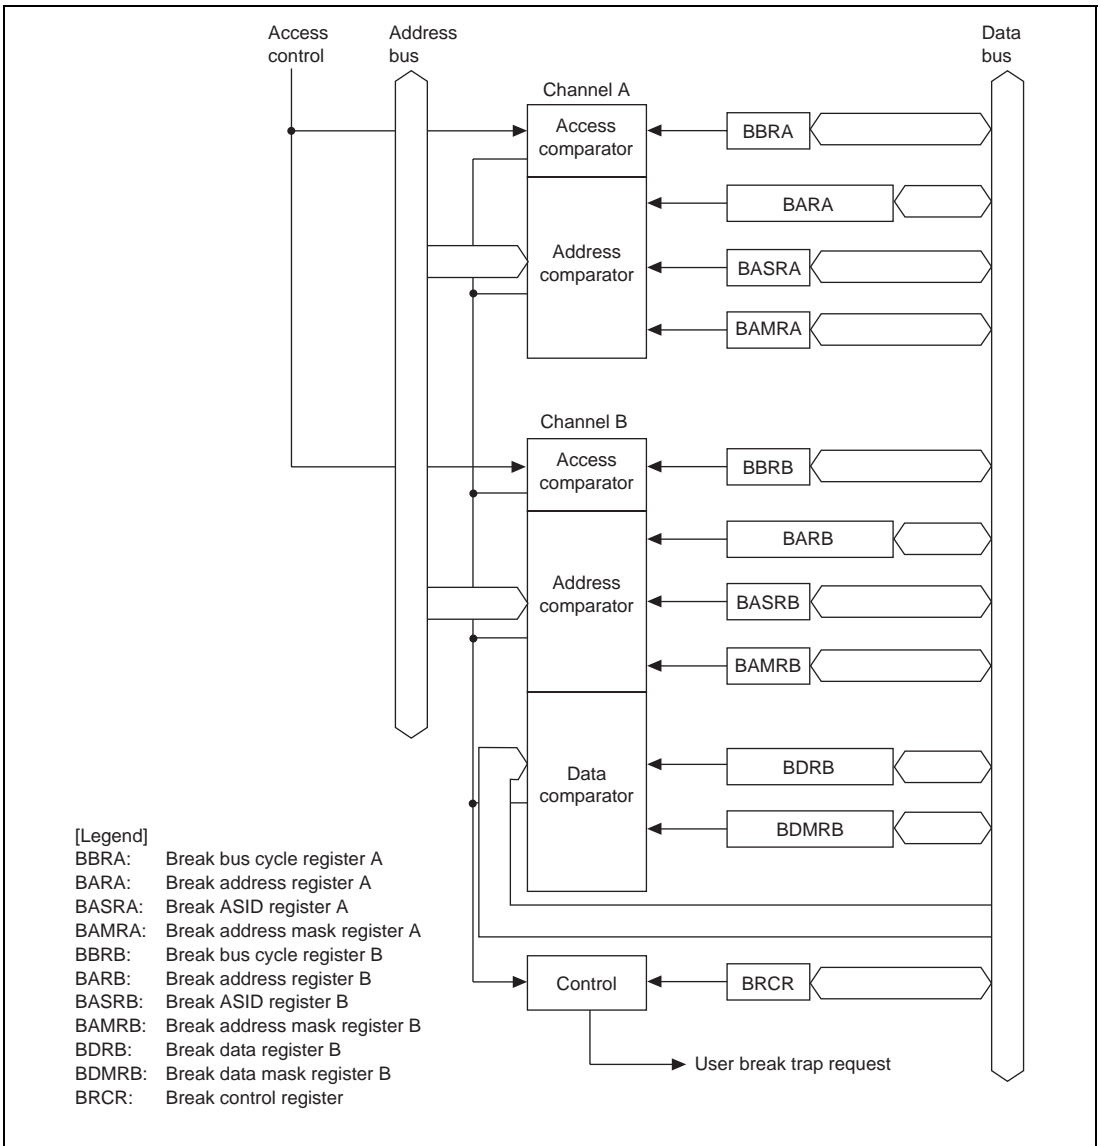 Access
control
Address
bus
Data
bus
Channel A
Access
comparator
BBRA
BARA
Address
comparator
BASRA
BAMRA
Channel B
Access
comparator
BBRB
BARB
Address
comparator
BASRB
BAMRB
Data
comparator
BDRB
BDMRB
Control
BRCR
User break trap request
[Legend]
BBRA: Break bus cycle register A
BARA: Break address register A
BASRA: Break ASID register A
BAMRA: Break address mask register A
BBRB: Break bus cycle register B
BARB: Break address register B
BASRB: Break ASID register B
BAMRB: Break address mask register B
BDRB: Break data register B
BDMRB: Break data mask register B
BRCR: Break control register